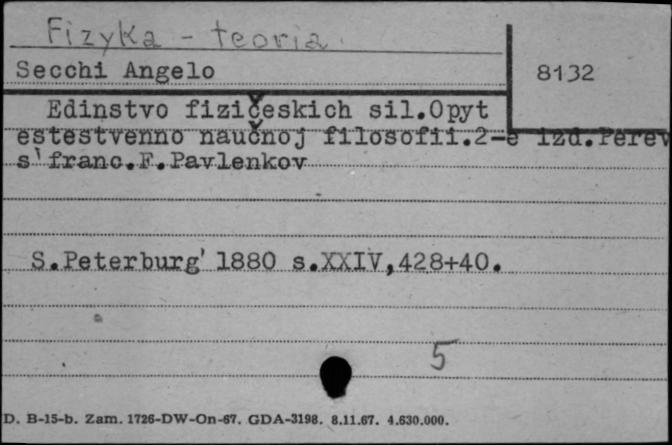 Fizyka - teoria
Secchi Angelo
8132
Edinstvo fizičeskich sil.Opyt
estestvenno naučnoj filosofii.2-e izd.Perev
s'franc.F.Pavlenkov
S.Peterburg' 1880 s.XXIV,428+40.
5
D. B-15-b. Zam. 1726-DW-On-67. GDA-3198. 8.11.67. 4.630.000.